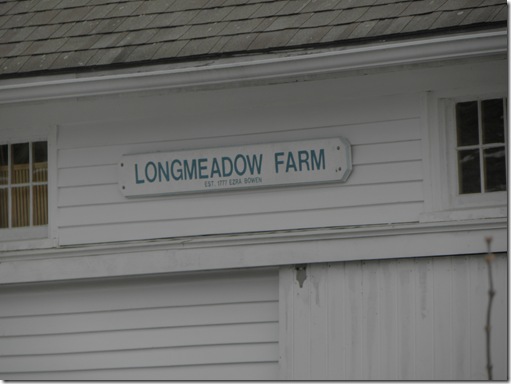 LONGMEADOW FARM
EST. 1777 EZRA BOWEN